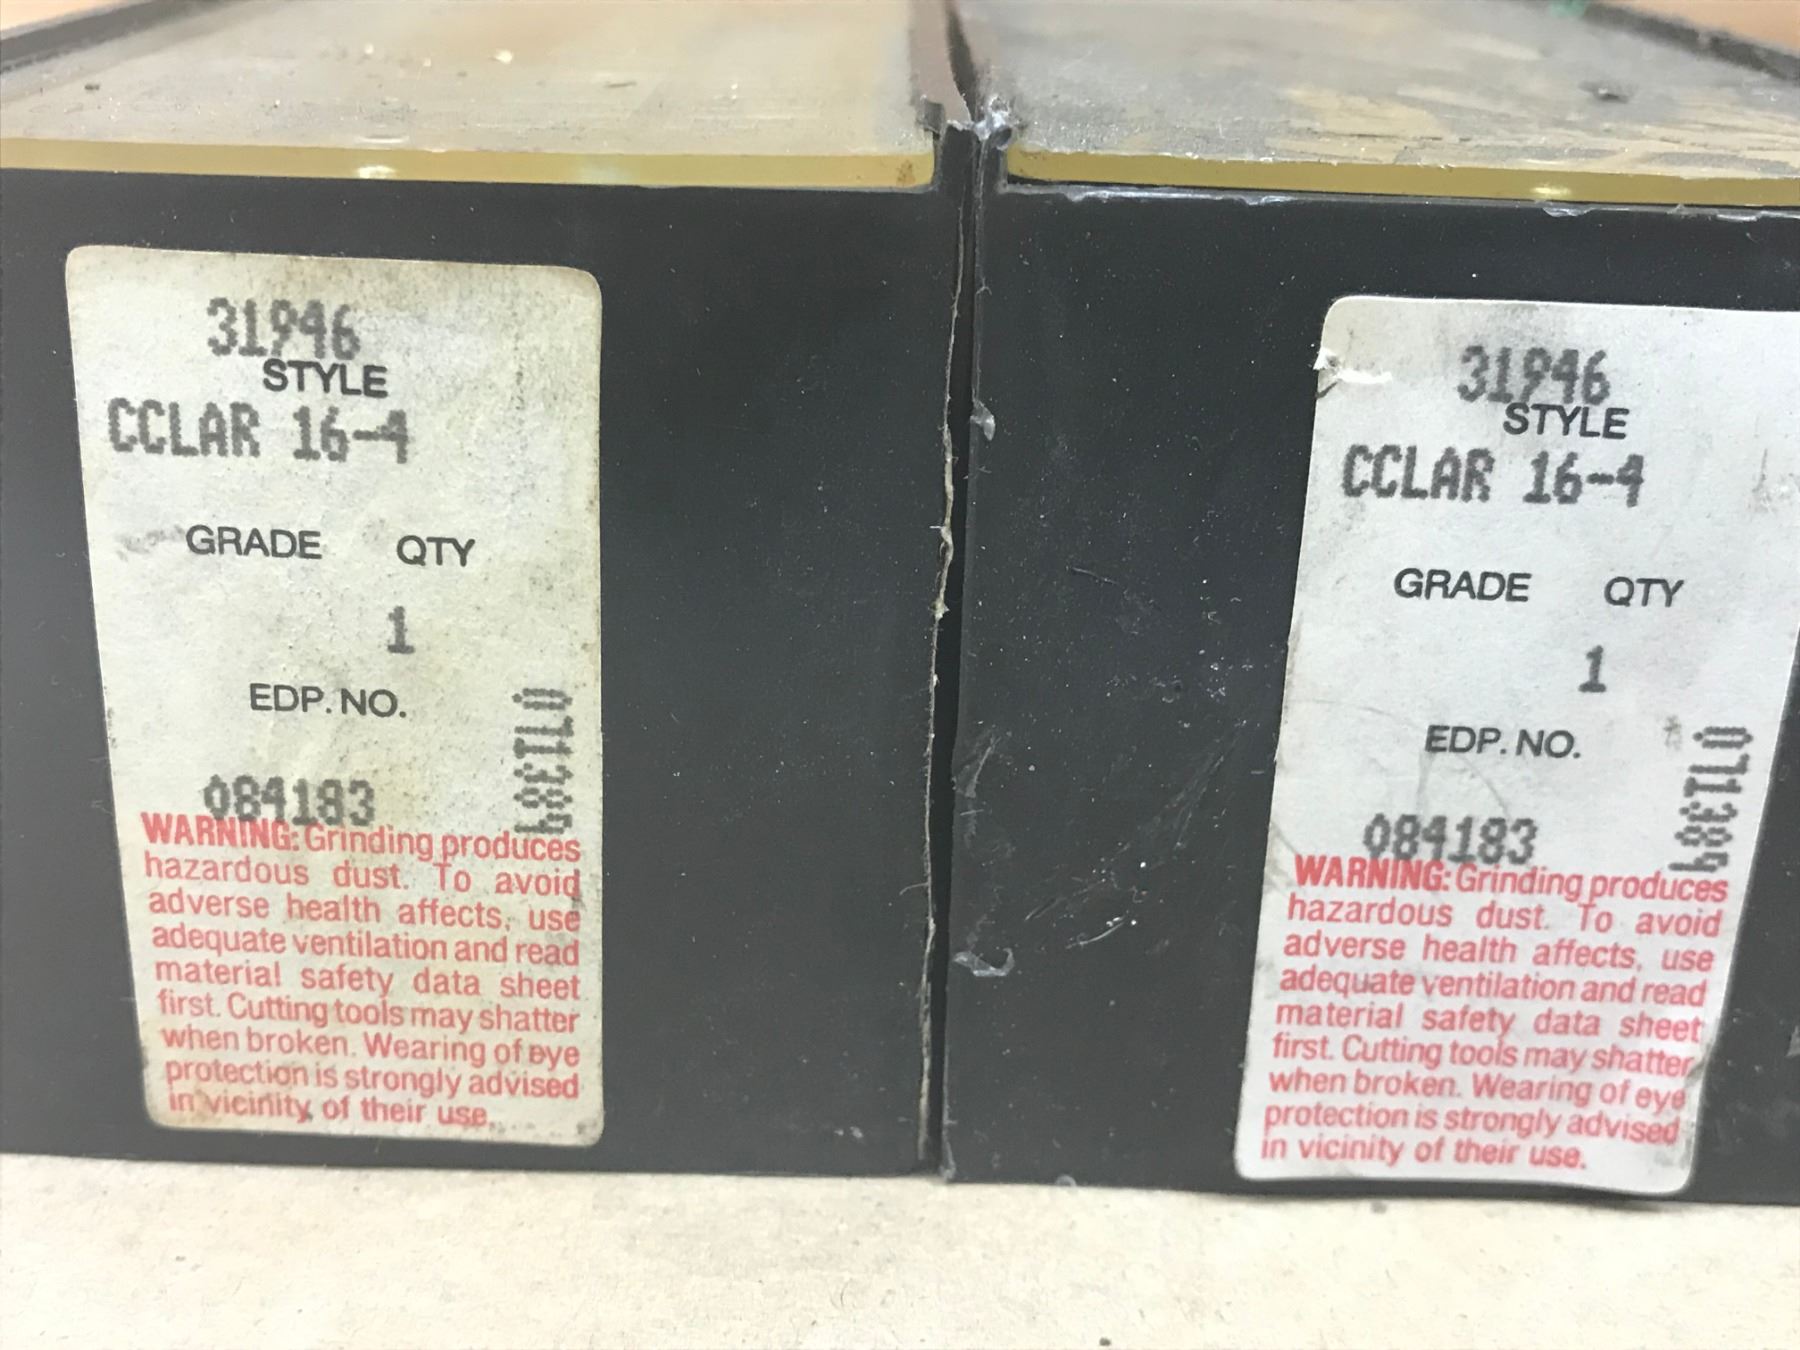 31946
STYLE
CCLAR 16-4
GRADE QTY
1
EDP. NO.
084183
071389
WARNING: Grinding produces
hazardous dust. To avoid
adverse health affects, use
adequate ventilation and read
material safety data sheet
first. Cutting tools may shatter
when broken. Wearing of eye
protection is strongly advised
in vicinity of their use.
31946
STYLE
CCLAR 16-4
GRADE QTY
1
EDP. NO.
084183
071389
WARNING: Grinding produces
hazardous dust. To avoid
adverse health affects, use
adequate ventilation and read
material safety data sheet
first. Cutting tools may shatter
when broken. Wearing of eye
protection is strongly advised
in vicinity of their use.